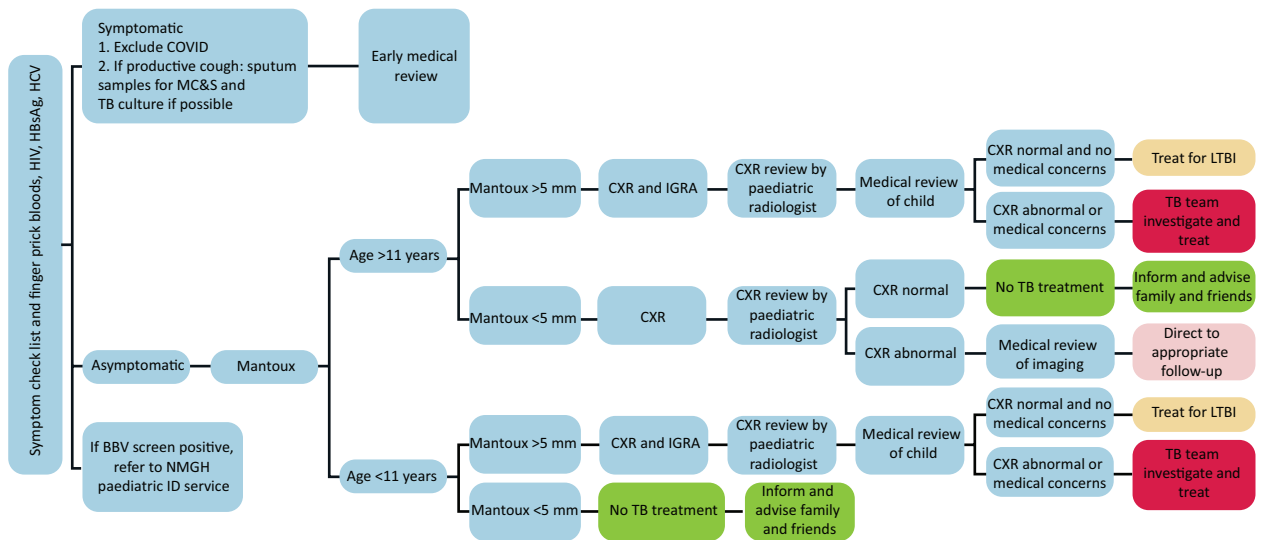 Symptom check list and finger prick bloods, HIV, HBsAg, HCV
Symptomatic
1. Exclude COVID
2. If productive cough: sputum
samples for MC&S and
TB culture if possible
Early medical
review
Asymptomatic
Mantoux
If BBV screen positive,
refer to NMGH
paediatric ID service
Age >11 years
Mantoux >5 mm
CXR and IGRA
CXR review by
paediatric
radiologist
Medical review
of child
CXR normal and no
medical concerns
Treat for LTBI
CXR abnormal or
medical concerns
TB team
investigate and
treat
Mantoux <5 mm
CXR
CXR review by
paediatric
radiologist
CXR normal
No TB treatment
Inform and advise
family and friends
CXR abnormal
Medical review
of imaging
Direct to
appropriate
follow-up
Age <11 years
Mantoux >5 mm
CXR and IGRA
CXR review by
paediatric
radiologist
Medical review
of child
CXR normal and no
medical concerns
Treat for LTBI
CXR abnormal or
medical concerns
TB team
investigate and
treat
Mantoux <5 mm
No TB treatment
Inform and
advise family
and friends